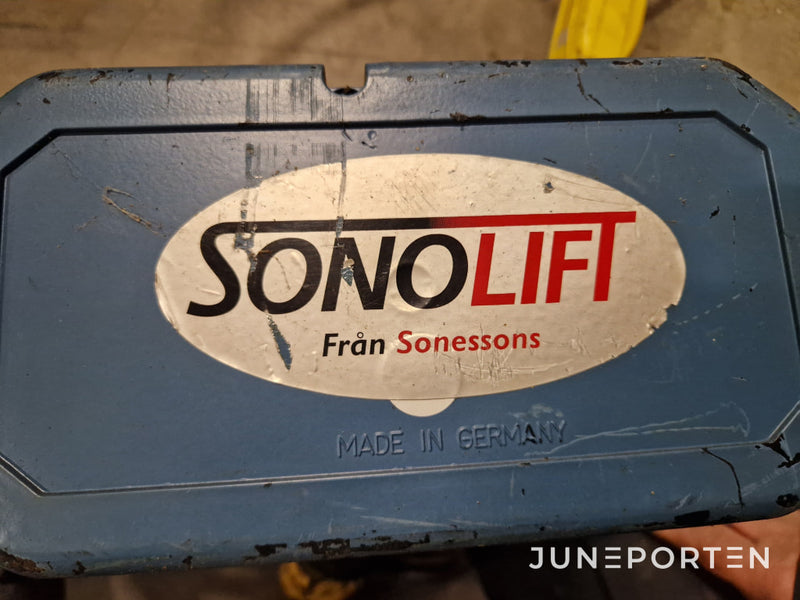 SONOLIFT
Från Sonessons
MADE IN GERMANY
JUNEPORTEN